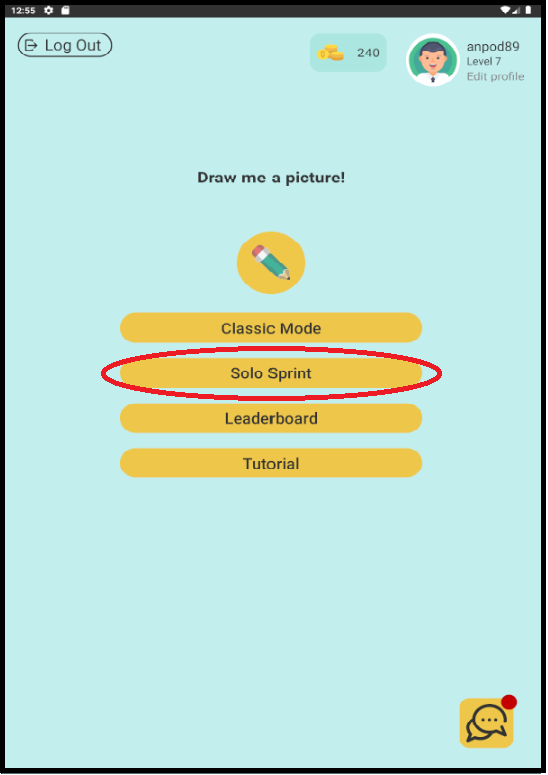 12:55
Log Out
240
anpod89
Level 7
Edit profile
Draw me a picture!
Classic Mode
Solo Sprint
Leaderboard
Tutorial